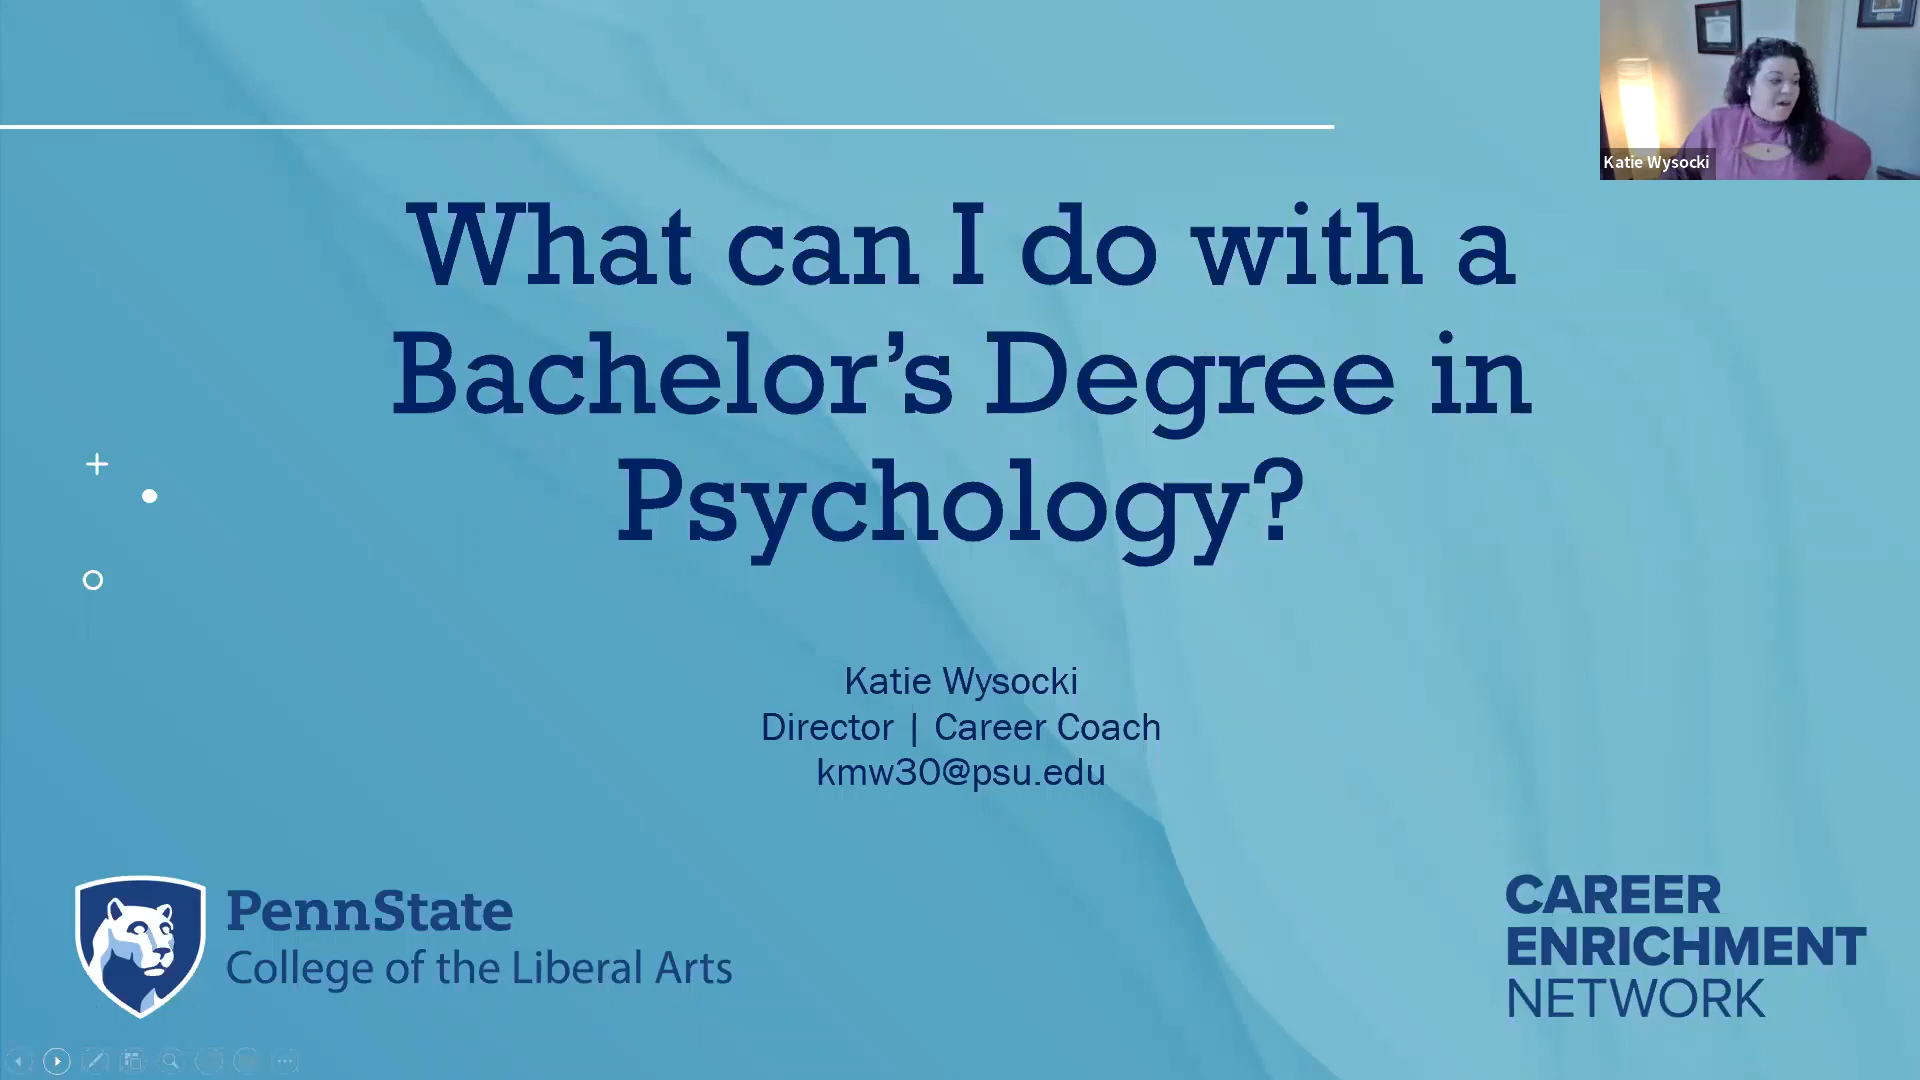 Katie Wysocki
What can I do with a
Bachelor’s Degree in
Psychology?
Katie Wysocki
Director | Career Coach
kmw30@psu.edu
PennState
College of the Liberal Arts
CAREER
ENRICHMENT
NETWORK